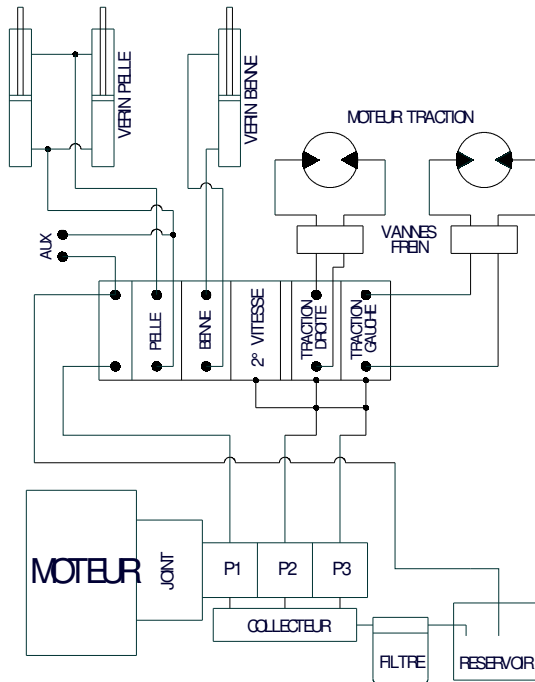 VERIN PELLE
VERIN BENNE
MOTEUR TRACTION
VANNES
FREIN
AUX
PELLE
BENNE
2° VITESSE
TRACTION
DROITE
TRACTION
GAUCHE
MOTEUR
JOINT
P1
P2
P3
COLLECTEUR
FILTRE
RESERVOIR